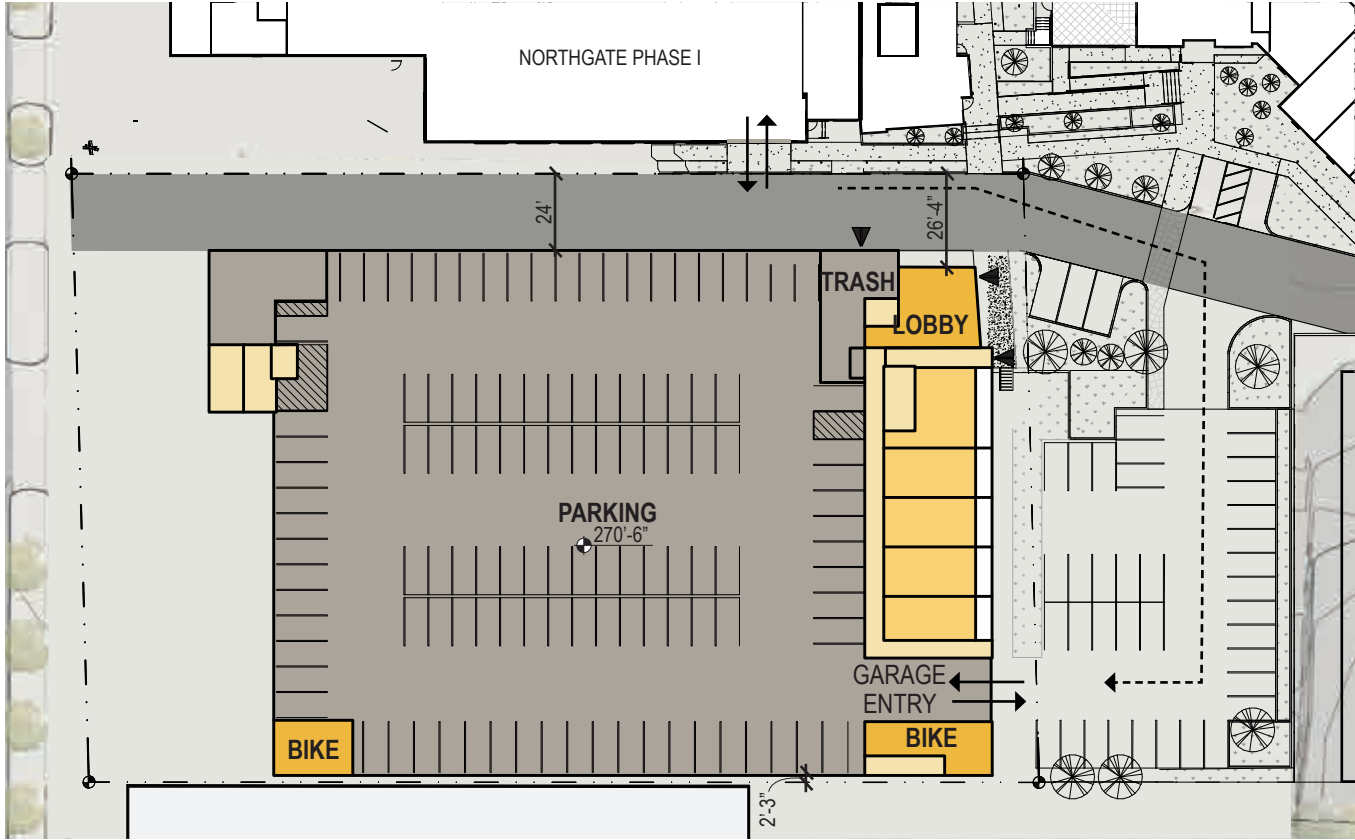 NORTHGATE PHASE I
24'
26'-4"
TRASH
LOBBY
PARKING
270'-6"
GARAGE
ENTRY
BIKE
BIKE
2'-3"